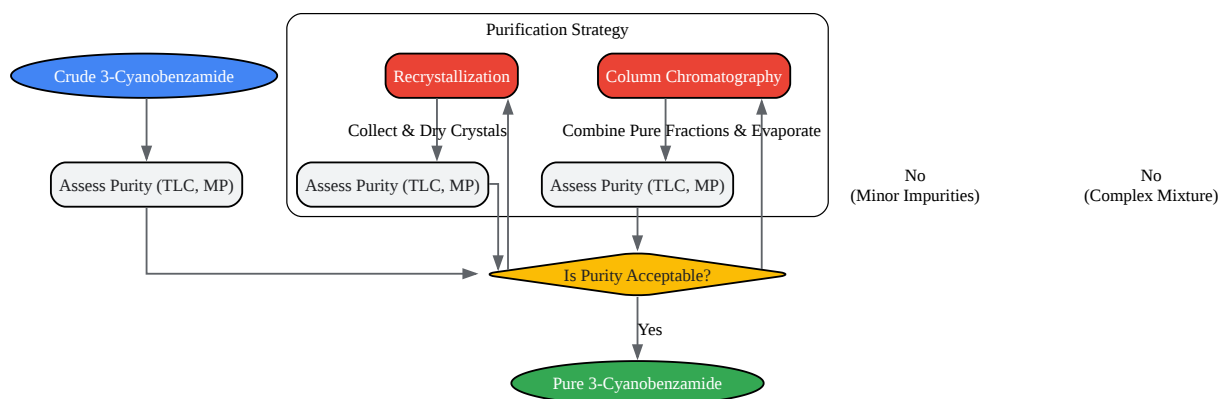 Purification Strategy
Crude 3-Cyanobenzamide
Recrystallization
Column Chromatography
Collect & Dry Crystals
Combine Pure Fractions & Evaporate
Assess Purity (TLC, MP)
Assess Purity (TLC, MP)
Assess Purity (TLC, MP)
No
(Minor Impurities)
No
(Complex Mixture)
Is Purity Acceptable?
Yes
Pure 3-Cyanobenzamide